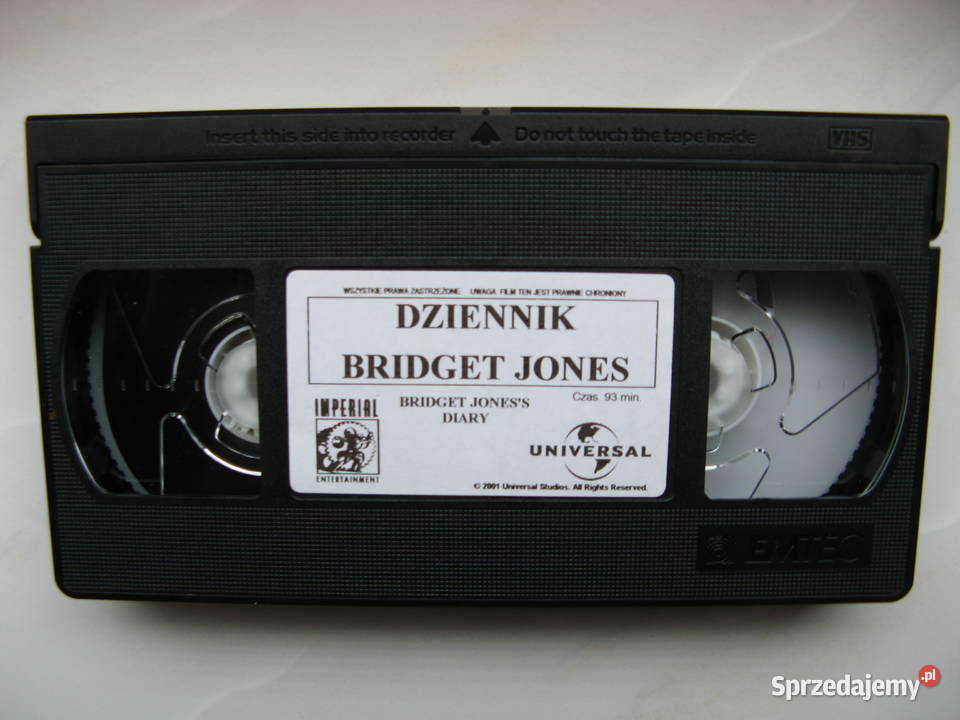 Insert this side into recorder Do not touch the tape inside VHS
WSZYSTKIE PRAWA ZASTRZEŻONE UWAGA FILM TEN JEST PRAWNIE CHRONIONY
DZIENNIK
BRIDGET JONES
Czas. 93 min.
BRIDGET JONES'S
DIARY
IMPERIAL
ENTERTAINMENT
UNIVERSAL
© 2001 Universal Studios. All Rights Reserved.
EMTEC
Sprzedajemy.pl